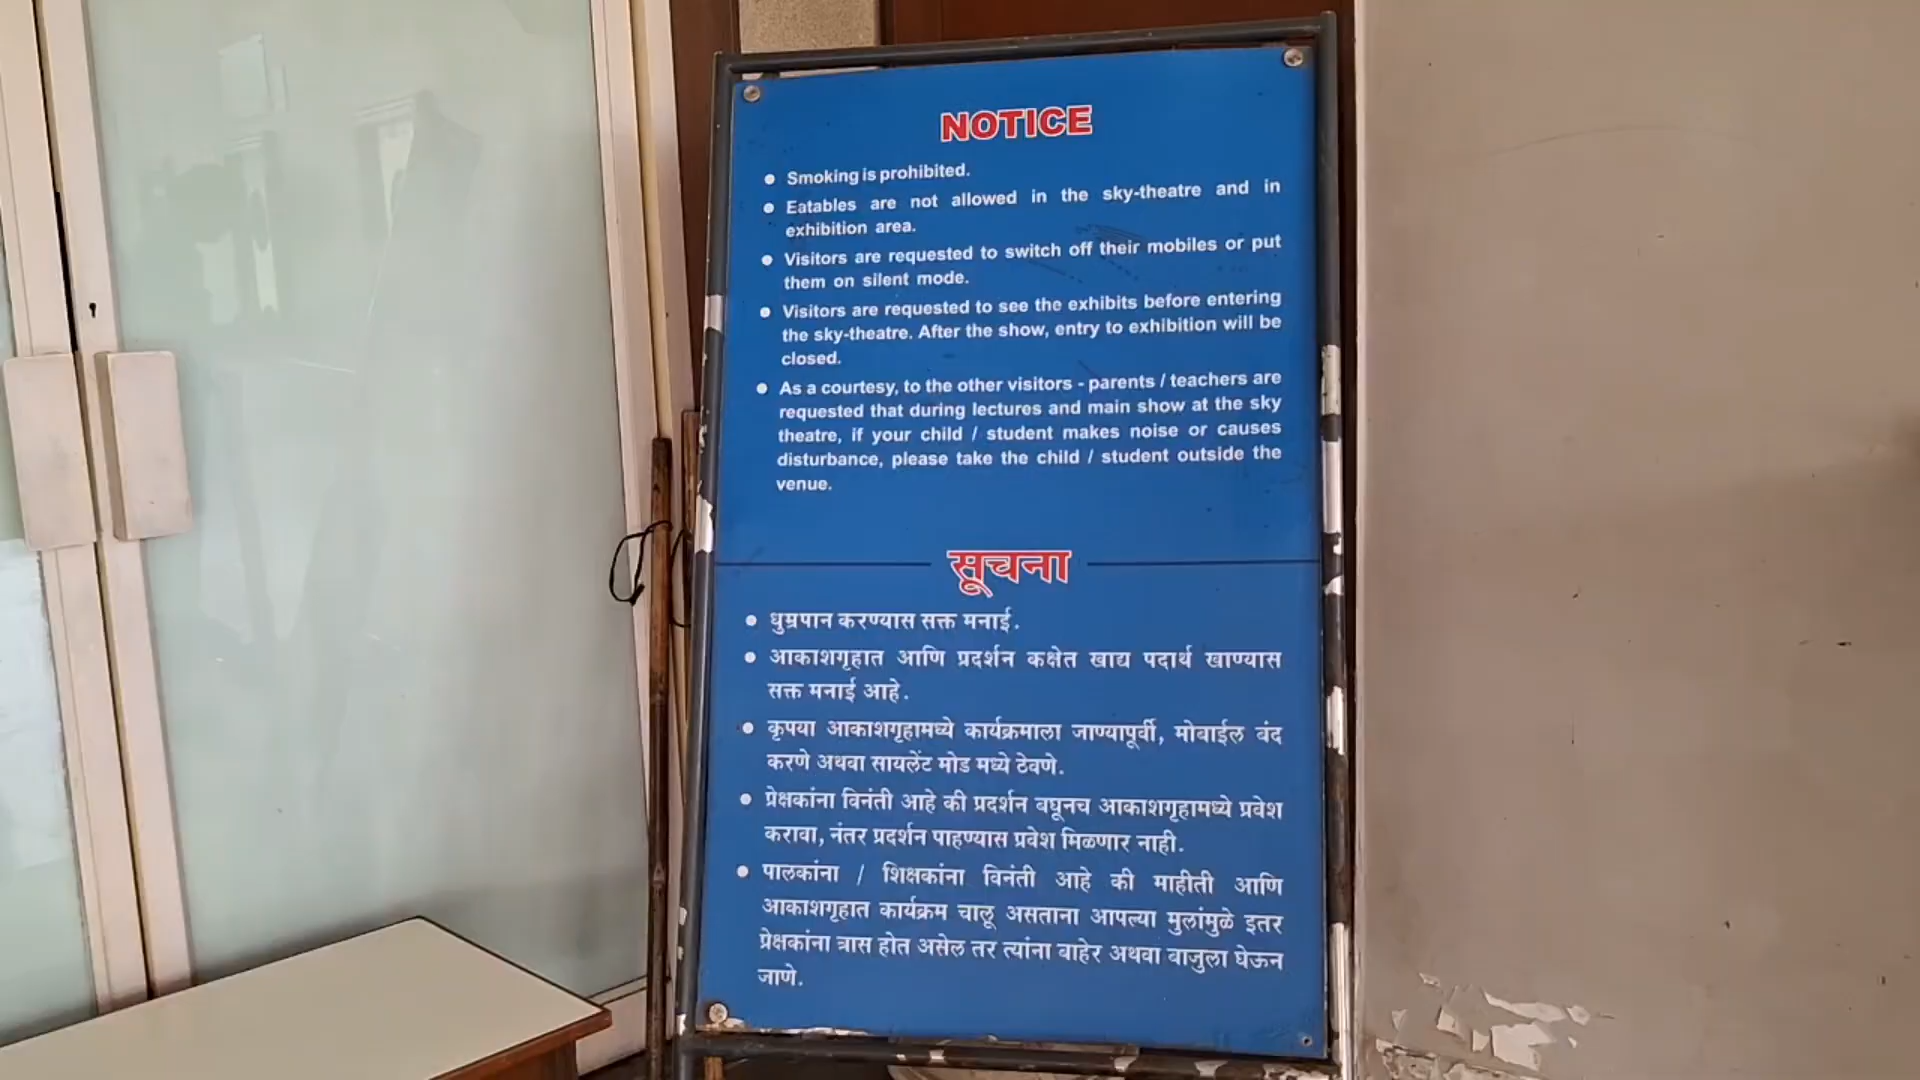 NOTICE
● Smoking is prohibited.
● Eatables are not allowed in the sky-theatre and in
exhibition area.
● Visitors are requested to switch off their mobiles or put
them on silent mode.
● Visitors are requested to see the exhibits before entering
the sky-theatre. After the show, entry to exhibition will be
closed.
● As a courtesy, to the other visitors - parents / teachers are
requested that during lectures and main show at the sky
theatre, if your child / student makes noise or causes
disturbance, please take the child / student outside the
venue.
सूचना
● धुम्रपान करण्यास सक्त मनाई.
● आकाशगृहात आणि प्रदर्शन कक्षेत खाद्य पदार्थ खाण्यास
सक्त मनाई आहे.
● कृपया आकाशगृहामध्ये कार्यक्रमाला जाण्यापूर्वी, मोबाईल बंद
करणे अथवा सायलेंट मोड मध्ये ठेवणे.
● प्रेक्षकांना विनंती आहे की प्रदर्शन बघूनच आकाशगृहामध्ये प्रवेश
करावा, नंतर प्रदर्शन पाहण्यास प्रवेश मिळणार नाही.
● पालकांना / शिक्षकांना विनंती आहे की माहीती आणि
आकाशगृहात कार्यक्रम चालू असताना आपल्या मुलांमुळे इतर
प्रेक्षकांना त्रास होत असेल तर त्यांना बाहेर अथवा बाजुला घेऊन
जाणे.